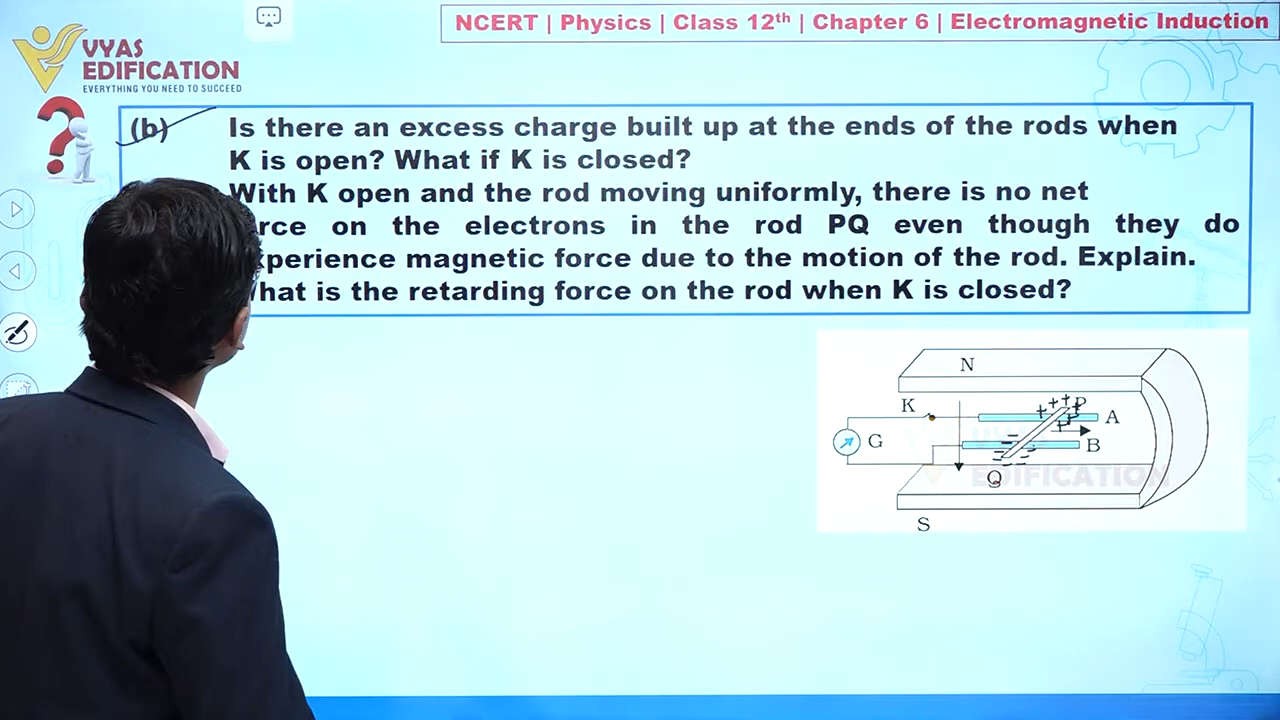 NCERT | Physics | Class 12th | Chapter 6 | Electromagnetic Induction
VYAS
EDIFICATION
EVERYTHING YOU NEED TO SUCCEED
(b) Is there an excess charge built up at the ends of the rods when
K is open? What if K is closed?
With K open and the rod moving uniformly, there is no net
on the electrons in the rod PQ even though they do
magnetic force due to the motion of the rod. Explain.
is the retarding force on the rod when K is closed?
N
K
P
A
G
B
EDIFICATION
Q
S